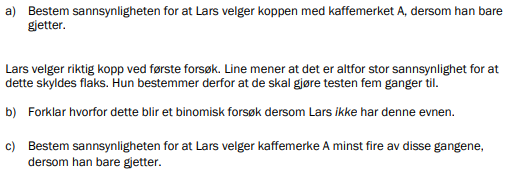 a) Bestem sannsynligheten for at Lars velger koppen med kaffemerket A, dersom han bare
gjetter.
Lars velger riktig kopp ved første forsøk. Line mener at det er altfor stor sannsynlighet for at
dette skyldes flaks. Hun bestemmer derfor at de skal gjøre testen fem ganger til.
b) Forklar hvorfor dette blir et binomisk forsøk dersom Lars ikke har denne evnen.
c) Bestem sannsynligheten for at Lars velger kaffemerke A minst fire av disse gangene,
dersom han bare gjetter.